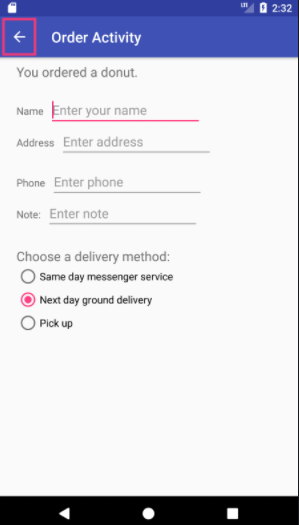 LTE 2:32
Order Activity
You ordered a donut.
Name Enter your name
Address Enter address
Phone Enter phone
Note: Enter note
Choose a delivery method:
Same day messenger service
Next day ground delivery
Pick up